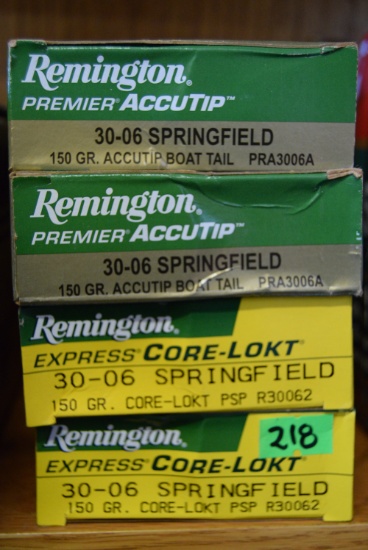 Remington.
PREMIER® ACCUTIP™
30-06 SPRINGFIELD
150 GR. ACCUTIP BOAT TAIL PRA3006A
Remington.
PREMIER® ACCUTIP™
30-06 SPRINGFIELD
150 GR. ACCUTIP BOAT TAIL PRA3006A
Remington.
EXPRESS® CORE-LOKT®
30-06 SPRINGFIELD
150 GR. CORE-LOKT PSP R30062
Remington.
218
EXPRESS® CORE-LOKT®
30-06 SPRINGFIELD
150 GR. CORE-LOKT PSP R30062